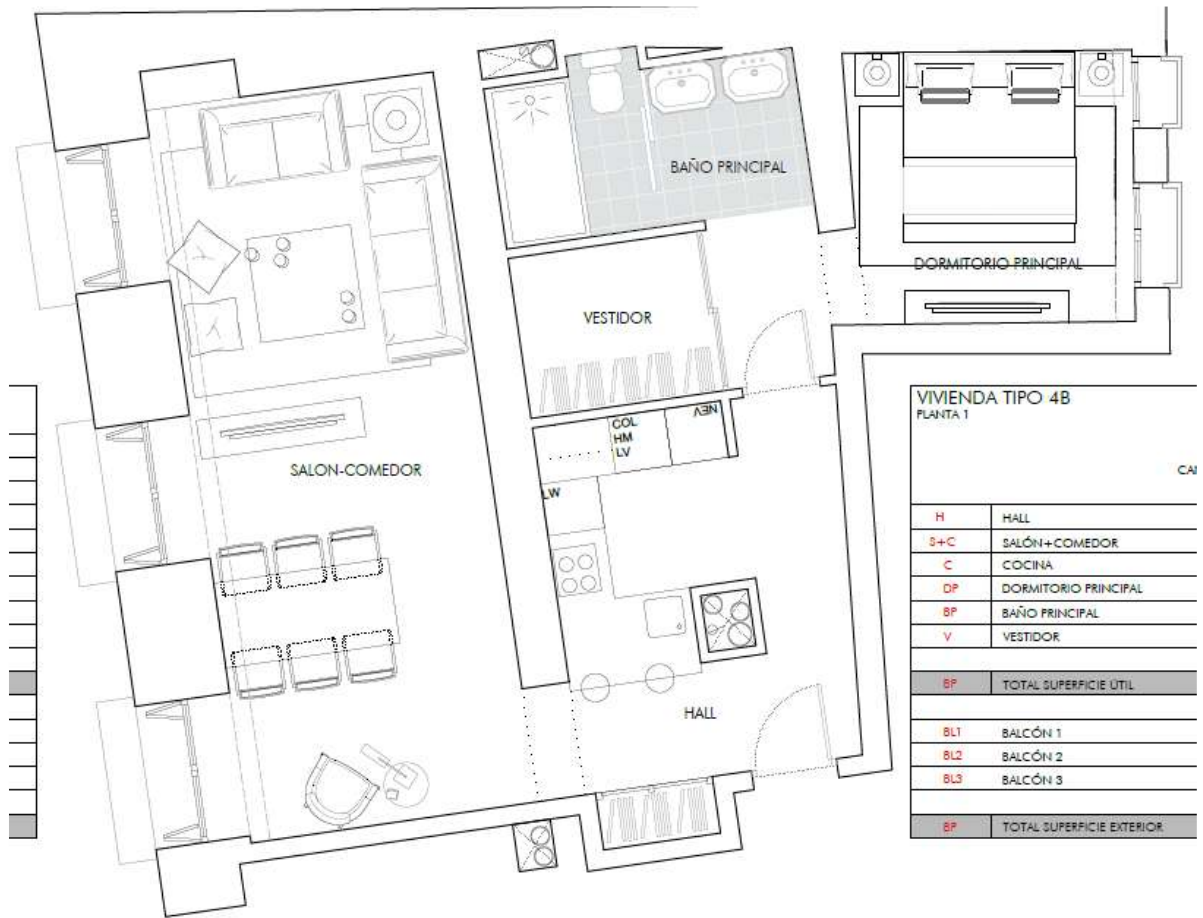 BAÑO PRINCIPAL
DORMITORIO PRINCIPAL
VESTIDOR
COL
HM
LV
NEV
LW
SALON-COMEDOR
HALL
VIVIENDA TIPO 4B
PLANTA 1
H HALL
S+C SALÓN+COMEDOR
C COCINA
DP DORMITORIO PRINCIPAL
BP BAÑO PRINCIPAL
V VESTIDOR
BP TOTAL SUPERFICIE ÚTIL
BL1 BALCÓN 1
BL2 BALCÓN 2
BL3 BALCÓN 3
BP TOTAL SUPERFICIE EXTERIOR